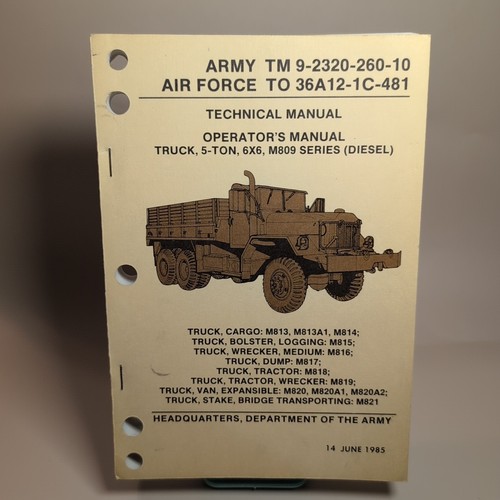 ARMY TM 9-2320-260-10
AIR FORCE TO 36A12-1C-481
TECHNICAL MANUAL
OPERATOR'S MANUAL
TRUCK, 5-TON, 6X6, M809 SERIES (DIESEL)
TRUCK, CARGO: M813, M813A1, M814;
TRUCK, BOLSTER, LOGGING: M815;
TRUCK, WRECKER, MEDIUM: M816;
TRUCK, DUMP: M817;
TRUCK, TRACTOR: M818;
TRUCK, TRACTOR, WRECKER: M819;
TRUCK, VAN, EXPANSIBLE: M820, M820A1, M820A2;
TRUCK, STAKE, BRIDGE TRANSPORTING: M821
HEADQUARTERS, DEPARTMENT OF THE ARMY
14 JUNE 1985